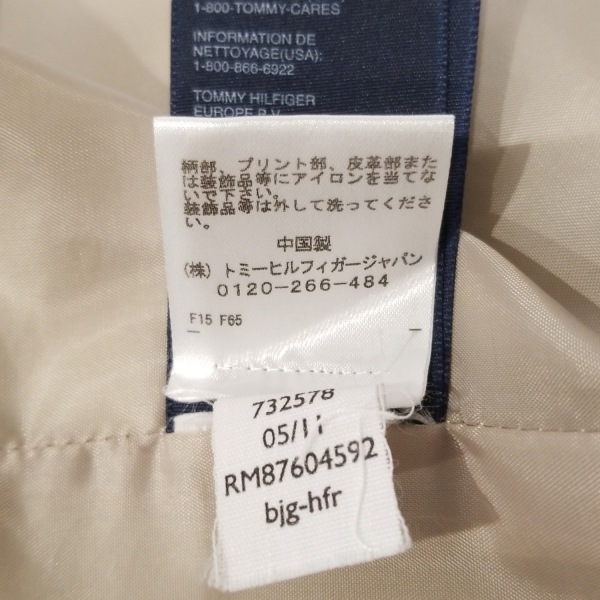 1-800-TOMMY-CARES
INFORMATION DE
NETTOYAGE(USA):
1-800-866-6922
TOMMY HILFIGER
EUROPE B.V.
柄部、プリント部、皮革部また
は装飾品等にアイロンを当てな
いで下さい。
装飾品等は外して洗ってくださ
い。
中国製
(株) トミーヒルフィガージャパン
0120-266-484
F15 F65
732578
05/11
RM87604592
bjg-hfr